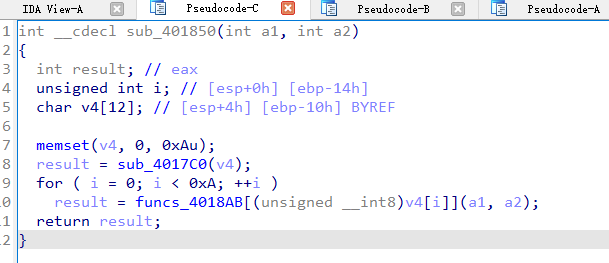 IDA View-A Pseudocode-C Pseudocode-B Pseudocode-A
1 int __cdecl sub_401850(int a1, int a2)
2 {
3 int result; // eax
4 unsigned int i; // [esp+0h] [ebp-14h]
5 char v4[12]; // [esp+4h] [ebp-10h] BYREF
6
7 memset(v4, 0, 0xAu);
8 result = sub_4017C0(v4);
9 for ( i = 0; i < 0xA; ++i )
10 result = funcs_4018AB[(unsigned __int8)v4[i]](a1, a2);
11 return result;
12 }